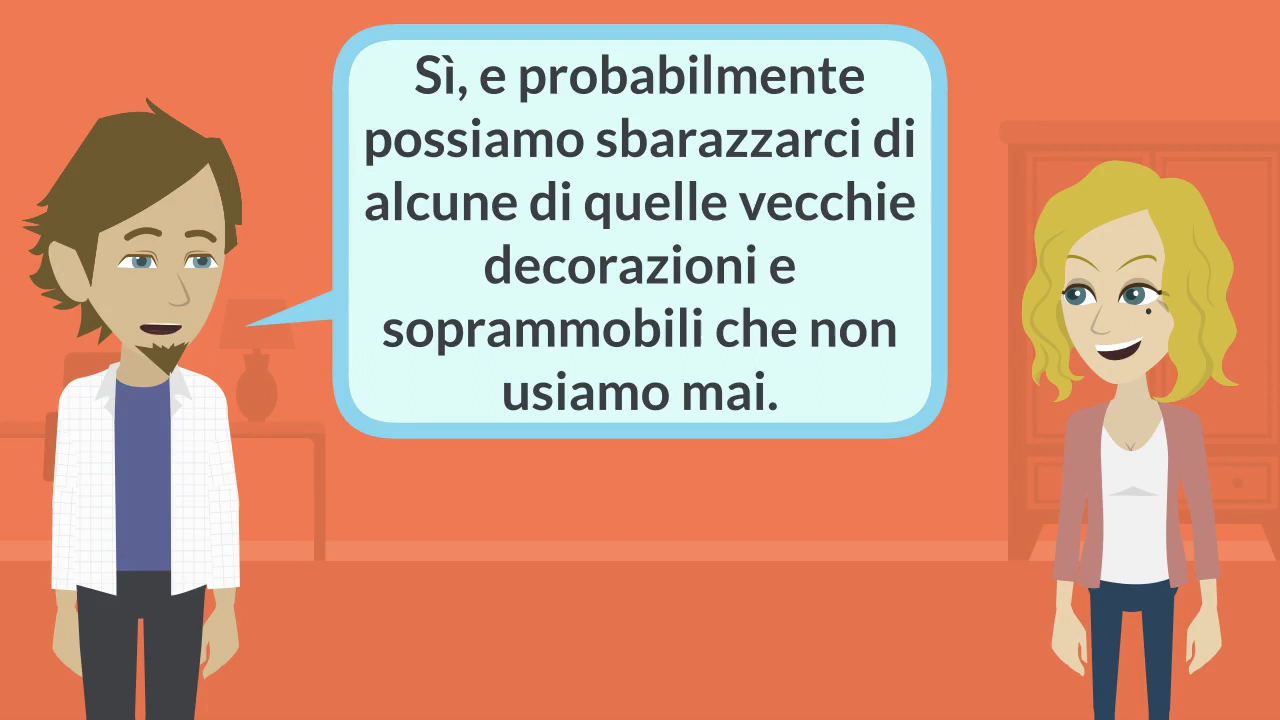 Sì, e probabilmente
possiamo sbarazzarci di
alcune di quelle vecchie
decorazioni e
soprammobili che non
usiamo mai.